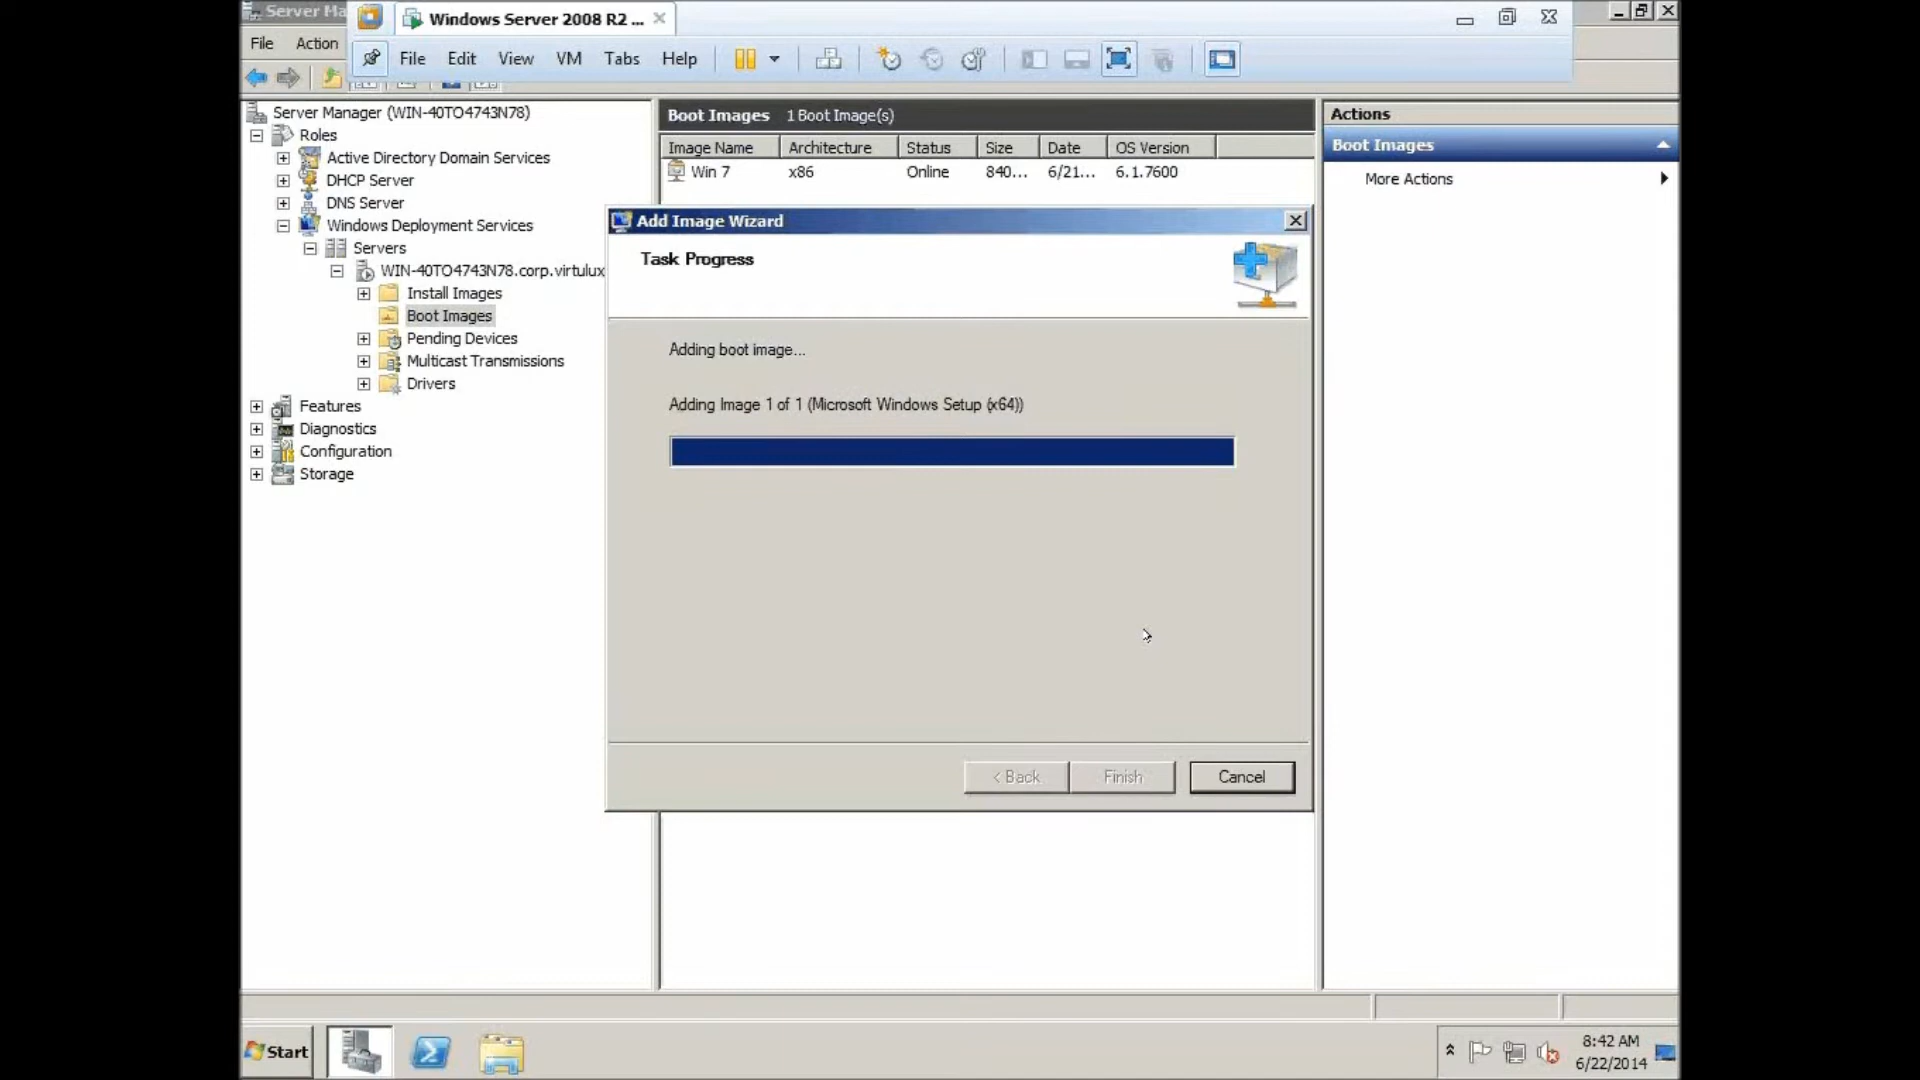 Server Ma
Windows Server 2008 R2 ...
File Action
File Edit View VM Tabs Help
Server Manager (WIN-40TO4743N78)
Roles
Active Directory Domain Services
DHCP Server
DNS Server
Windows Deployment Services
Servers
WIN-40TO4743N78.corp.virtulux
Install Images
Boot Images
Pending Devices
Multicast Transmissions
Drivers
Features
Diagnostics
Configuration
Storage
Boot Images 1 Boot Image(s)
Image Name Architecture Status Size Date OS Version
Win 7 x86 Online 840... 6/21... 6.1.7600
Add Image Wizard
Task Progress
Adding boot image...
Adding Image 1 of 1 (Microsoft Windows Setup (x64))
< Back Finish Cancel
Actions
Boot Images
More Actions
Start
8:42 AM
6/22/2014